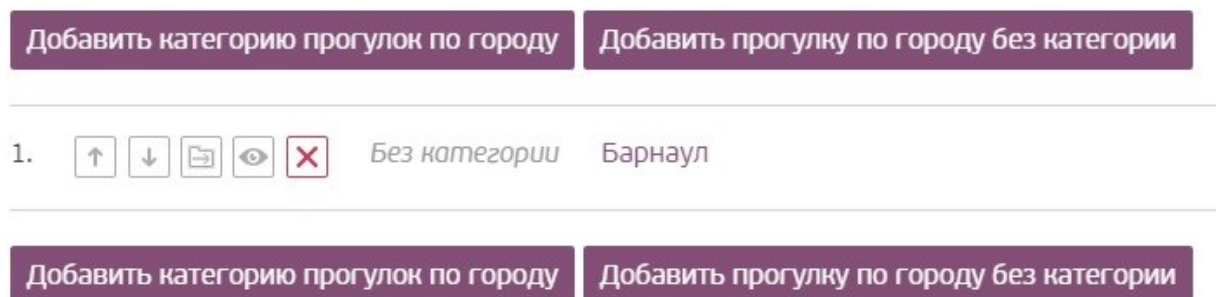 Добавить категорию прогулок по городу Добавить прогулку по городу без категории
1. Без категории Барнаул
Добавить категорию прогулок по городу Добавить прогулку по городу без категории